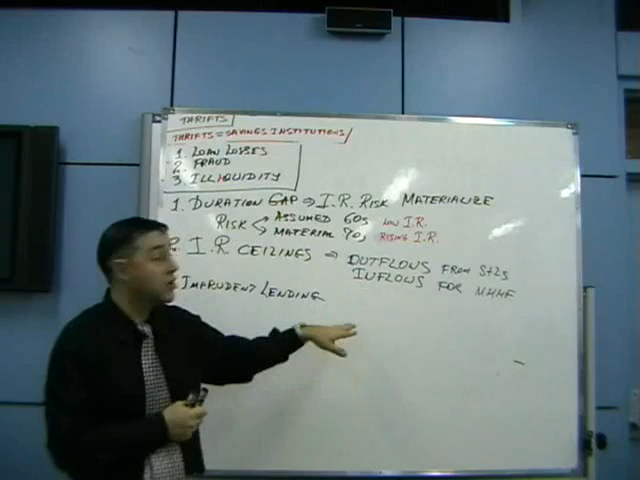 THRIFTS
THRIFTS = SAVINGS INSTITUTIONS
1. LOAN LOSSES
2. FRAUD
3. ILLIQUIDITY
1. DURATION GAP ⇒ I.R. RISK MATERIALIZE
RISK ASSUMED 60s LOW I.R.
MATERIAL 70s RISING I.R.
2. I.R CEILINGS ⇒ OUTFLOWS FROM S+Ls
INFLOWS FOR MMMF
IMPRUDENT LENDING